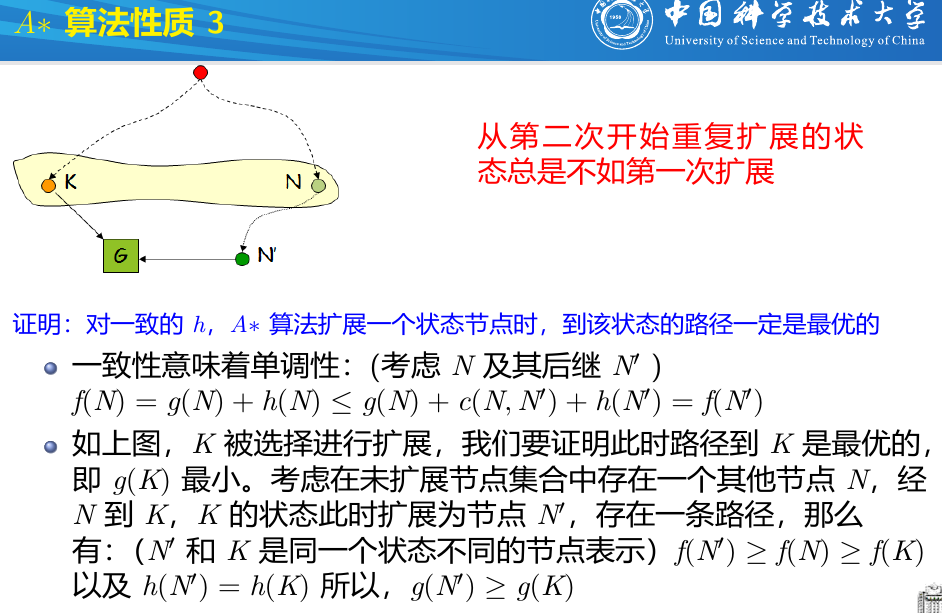 A* 算法性质 3
1958
中国科学技术大学
University of Science and Technology of China
K
N
G
N′
从第二次开始重复扩展的状
态总是不如第一次扩展
证明：对一致的 h，A* 算法扩展一个状态节点时，到该状态的路径一定是最优的
一致性意味着单调性：（考虑 N 及其后继 N′ ）
f(N) = g(N) + h(N) ≤ g(N) + c(N, N′) + h(N′) = f(N′)
如上图，K 被选择进行扩展，我们要证明此时路径到 K 是最优的，
即 g(K) 最小。考虑在未扩展节点集合中存在一个其他节点 N，经
N 到 K，K 的状态此时扩展为节点 N′，存在一条路径，那么
有：（N′ 和 K 是同一个状态不同的节点表示）f(N′) ≥ f(N) ≥ f(K)
以及 h(N′) = h(K) 所以，g(N′) ≥ g(K)